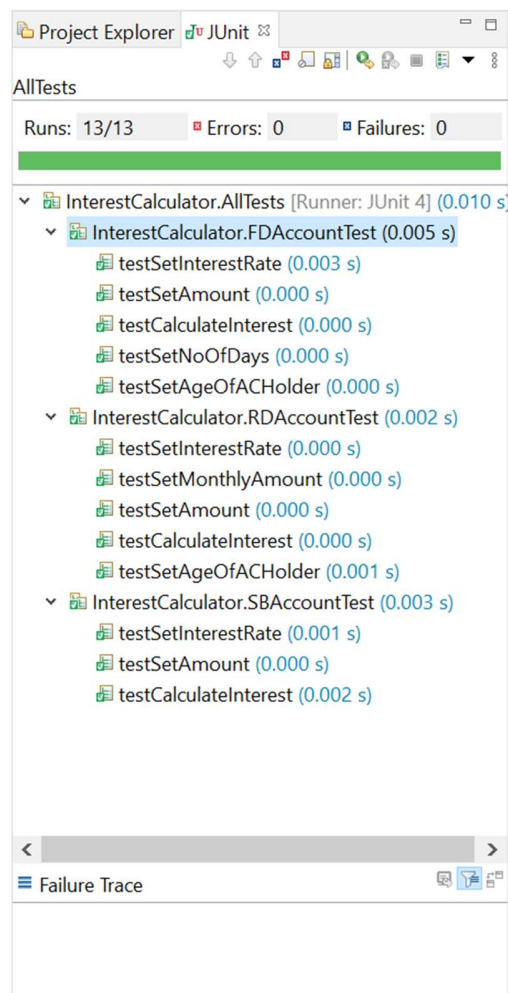 Project Explorer JUnit
AllTests
Runs: 13/13 Errors: 0 Failures: 0
InterestCalculator.AllTests [Runner: JUnit 4] (0.010 s)
InterestCalculator.FDAccountTest (0.005 s)
testSetInterestRate (0.003 s)
testSetAmount (0.000 s)
testCalculateInterest (0.000 s)
testSetNoOfDays (0.000 s)
testSetAgeOfACHolder (0.000 s)
InterestCalculator.RDAccountTest (0.002 s)
testSetInterestRate (0.000 s)
testSetMonthlyAmount (0.000 s)
testSetAmount (0.000 s)
testCalculateInterest (0.000 s)
testSetAgeOfACHolder (0.001 s)
InterestCalculator.SBAccountTest (0.003 s)
testSetInterestRate (0.001 s)
testSetAmount (0.000 s)
testCalculateInterest (0.002 s)
Failure Trace